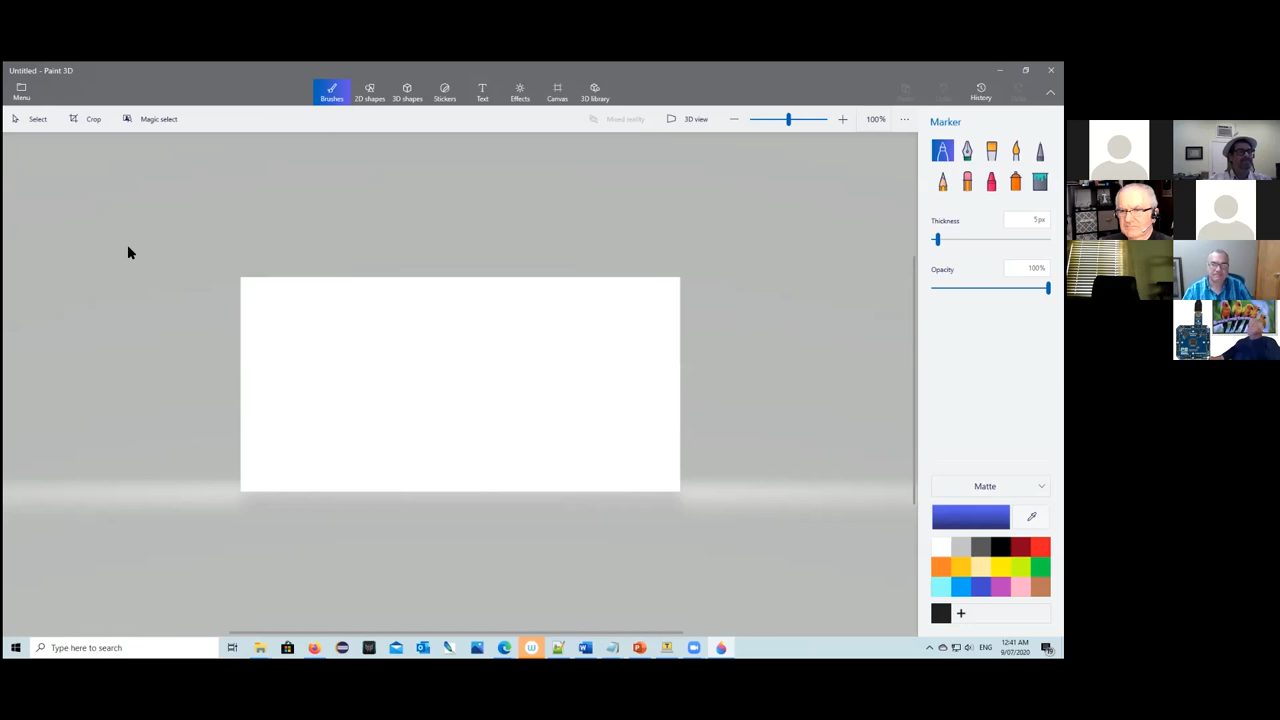 Untitled - Paint 3D
Menu
Brushes
2D shapes
3D shapes
Stickers
Text
Effects
Canvas
3D library
History
Select
Crop
Magic select
Mixed reality
3D view
100%
Marker
Thickness
5px
Opacity
100%
Matte
Type here to search
ENG
12:41 AM
9/07/2020